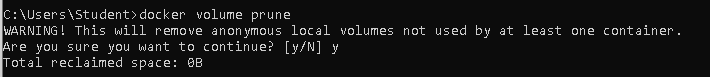 C:\Users\Student>docker volume prune
WARNING! This will remove anonymous local volumes not used by at least one container.
Are you sure you want to continue? [y/N] y
Total reclaimed space: 0B